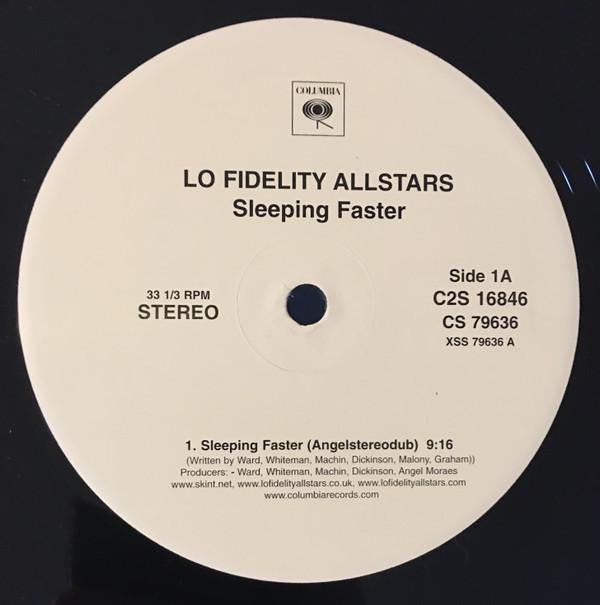 COLUMBIA
LO FIDELITY ALLSTARS
Sleeping Faster
33 1/3 RPM
STEREO
Side 1A
C2S 16846
CS 79636
XSS 79636 A
1. Sleeping Faster (Angelstereodub) 9:16
(Written by Ward, Whiteman, Machin, Dickinson, Malony, Graham))
Producers: - Ward, Whiteman, Machin, Dickinson, Angel Moraes
www.skint.net, www.lofidelityallstars.co.uk, www.lofidelityallstars.com
www.columbiarecords.com